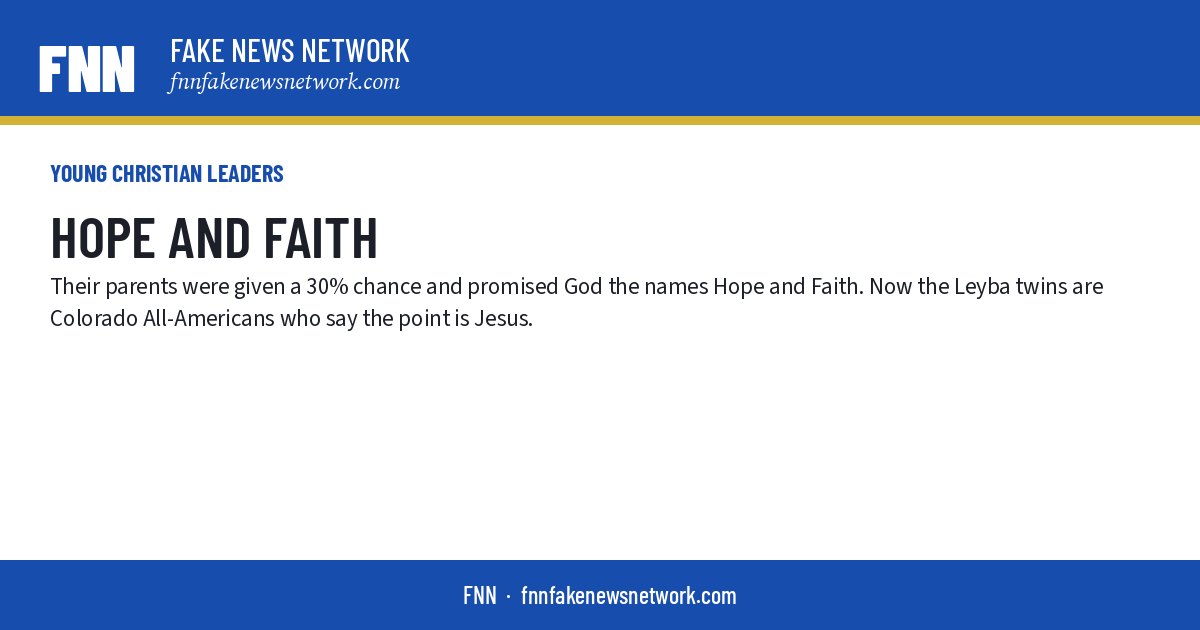 FNN
FAKE NEWS NETWORK
fnnfakenewsnetwork.com
YOUNG CHRISTIAN LEADERS
HOPE AND FAITH
Their parents were given a 30% chance and promised God the names Hope and Faith. Now the Leyba twins are
Colorado All-Americans who say the point is Jesus.
FNN · fnnfakenewsnetwork.com